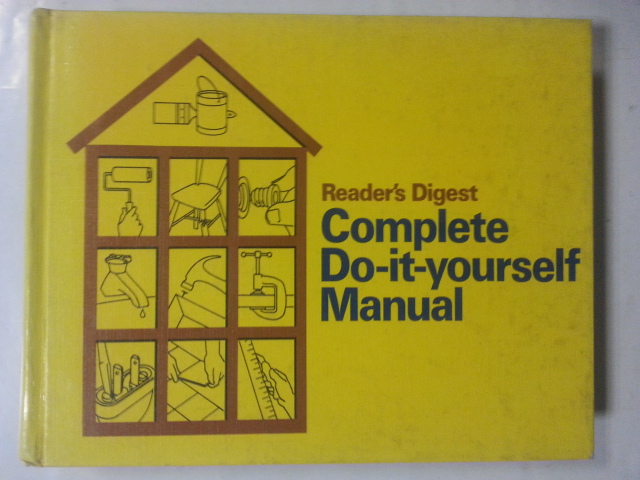 Reader's Digest
Complete
Do-it-yourself
Manual